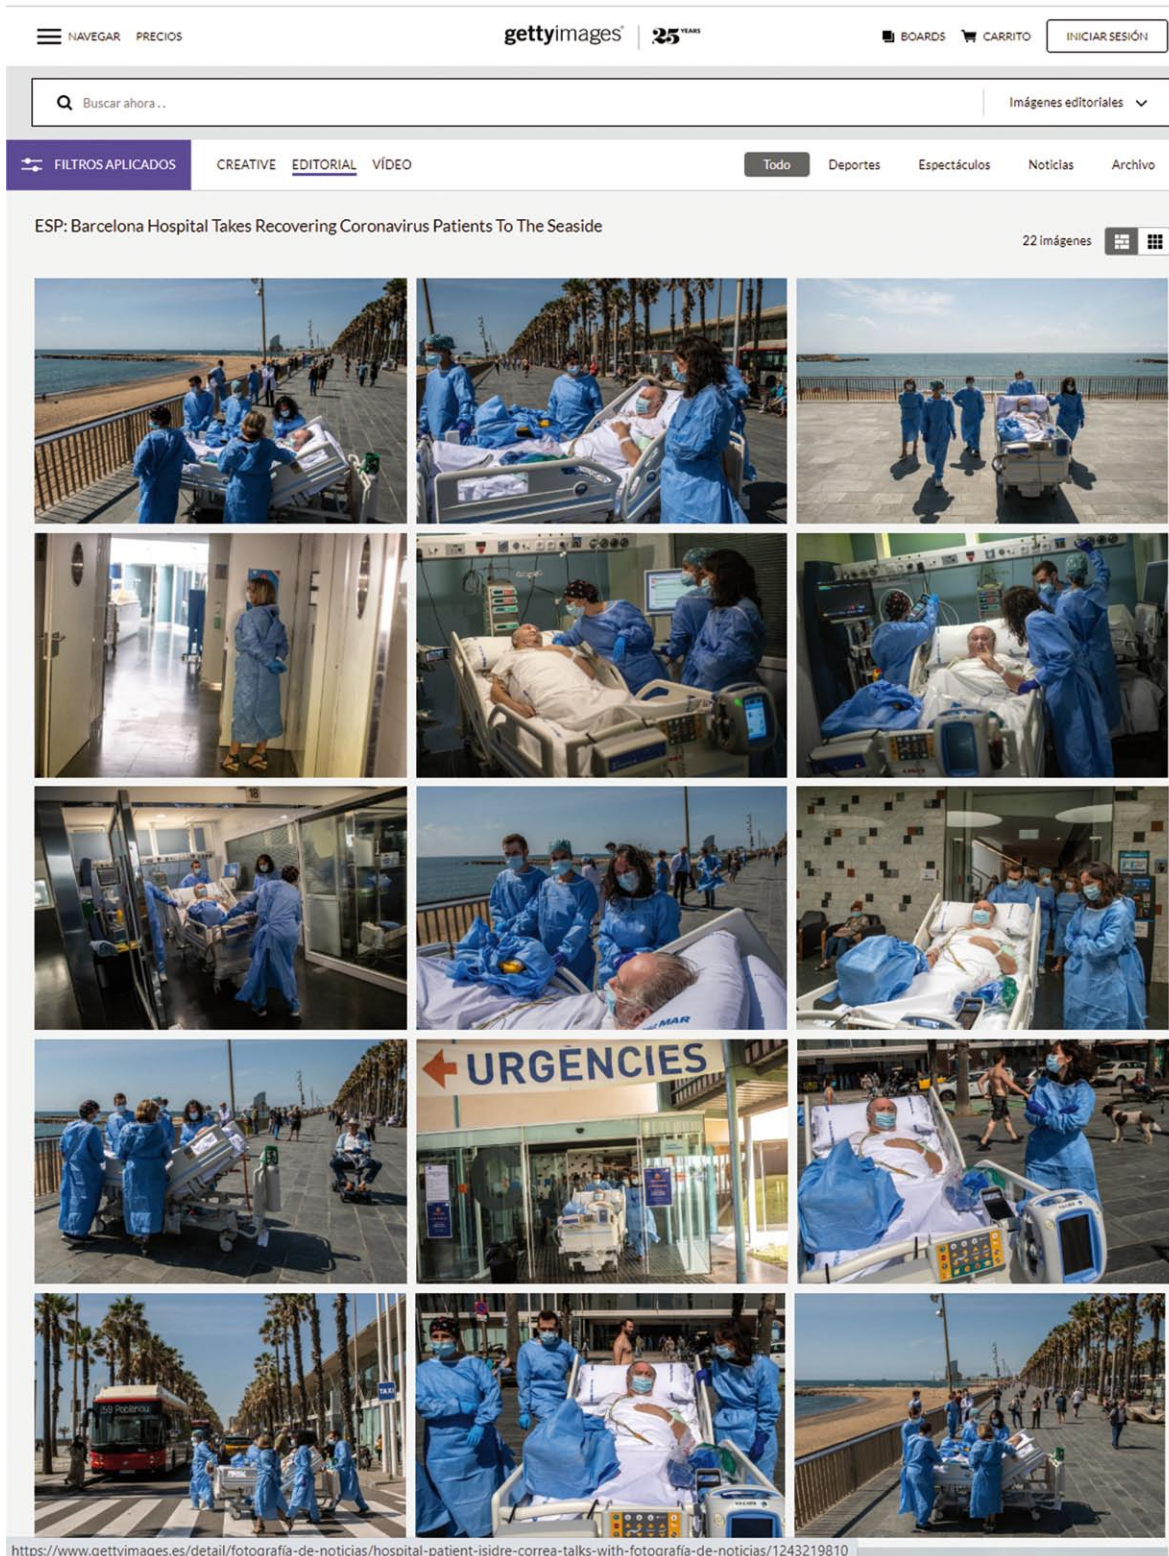 NAVEGAR PRECIOS gettyimages 25 YEARS BOARDS CARRITO INICIAR SESIÓN
Buscar ahora . . Imágenes editoriales
FILTROS APLICADOS CREATIVE EDITORIAL VÍDEO Todo Deportes Espectáculos Noticias Archivo
ESP: Barcelona Hospital Takes Recovering Coronavirus Patients To The Seaside
22 imágenes
18
MAR
URGÈNCIES
59 Poblenou
TAXI
https://www.gettyimages.es/detail/fotografía-de-noticias/hospital-patient-isidre-correa-talks-with-fotografía-de-noticias/1243219810